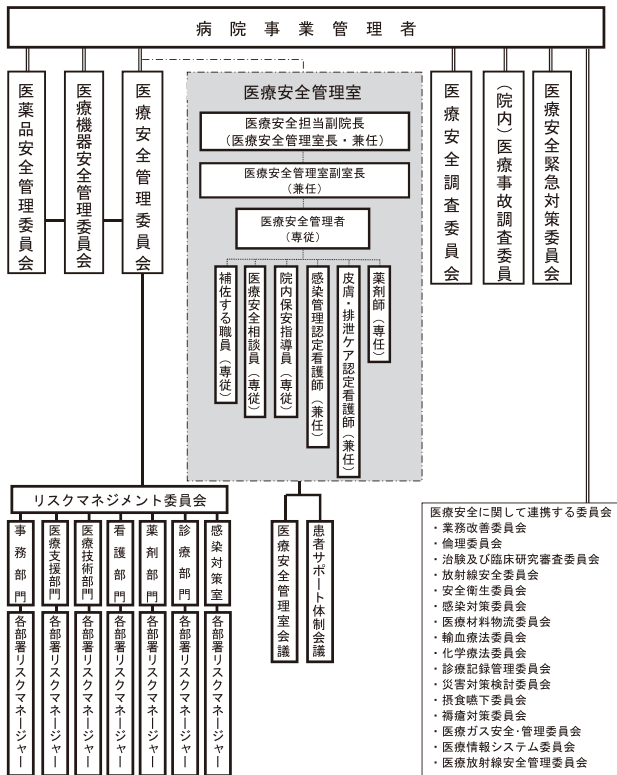 病院事業管理者
医薬品安全管理委員会
医療機器安全管理委員会
医療安全管理委員会
医療安全管理室
医療安全担当副院長
（医療安全管理室長・兼任）
医療安全管理室副室長
（兼任）
医療安全管理者
（専従）
補佐する職員（専従）
医療安全相談員（専従）
院内保安指導員（専従）
感染管理認定看護師（兼任）
皮膚・排泄ケア認定看護師（兼任）
薬剤師（専任）
医療安全調査委員会
（院内）医療事故調査委員
医療安全緊急対策委員会
リスクマネジメント委員会
事務部門
医療支援部門
医療技術部門
看護部門
薬剤部門
診療部門
感染対策室
各部署リスクマネージャー
各部署リスクマネージャー
各部署リスクマネージャー
各部署リスクマネージャー
各部署リスクマネージャー
各部署リスクマネージャー
各部署リスクマネージャー
医療安全管理室会議
患者サポート体制会議
医療安全に関して連携する委員会
・業務改善委員会
・倫理委員会
・治験及び臨床研究審査委員会
・放射線安全委員会
・安全衛生委員会
・感染対策委員会
・医療材料物流委員会
・輸血療法委員会
・化学療法委員会
・診療記録管理委員会
・災害対策検討委員会
・摂食嚥下委員会
・褥瘡対策委員会
・医療ガス安全・管理委員会
・医療情報システム委員会
・医療放射線安全管理委員会